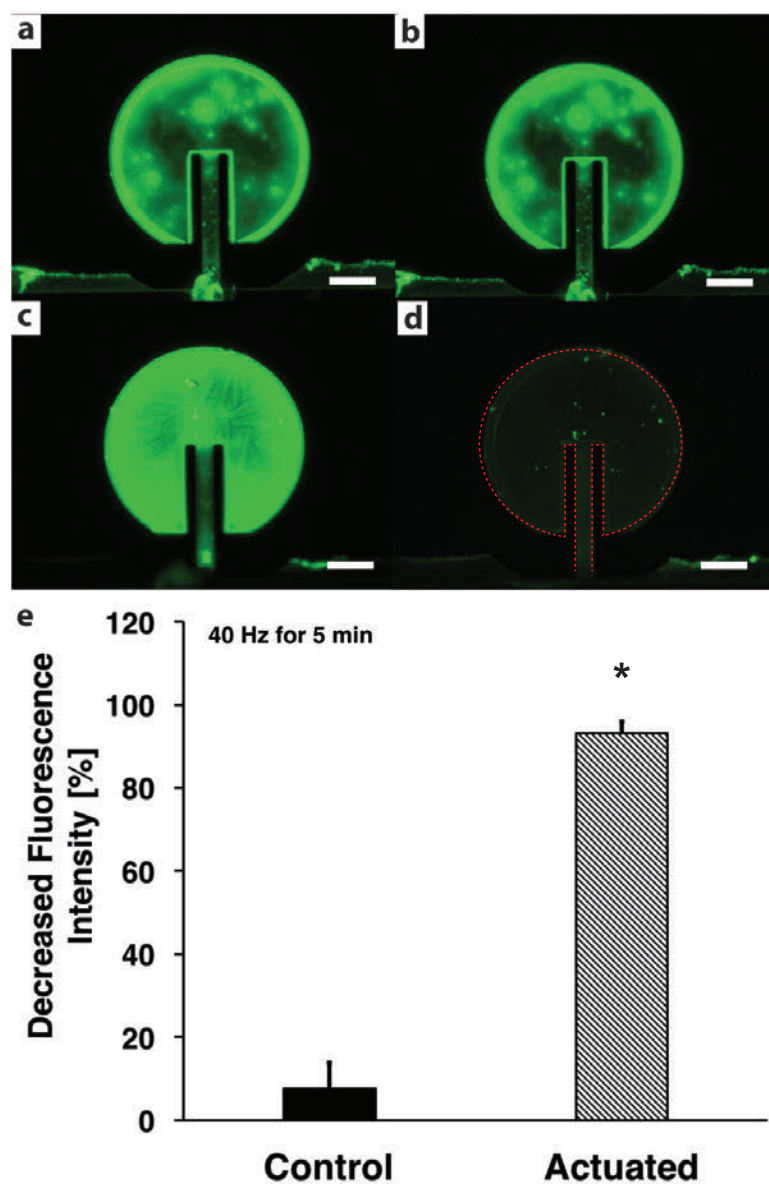 a
b
c
d
e
40 Hz for 5 min
*
Decreased Fluorescence
Intensity [%]
120
100
80
60
40
20
0
Control
Actuated